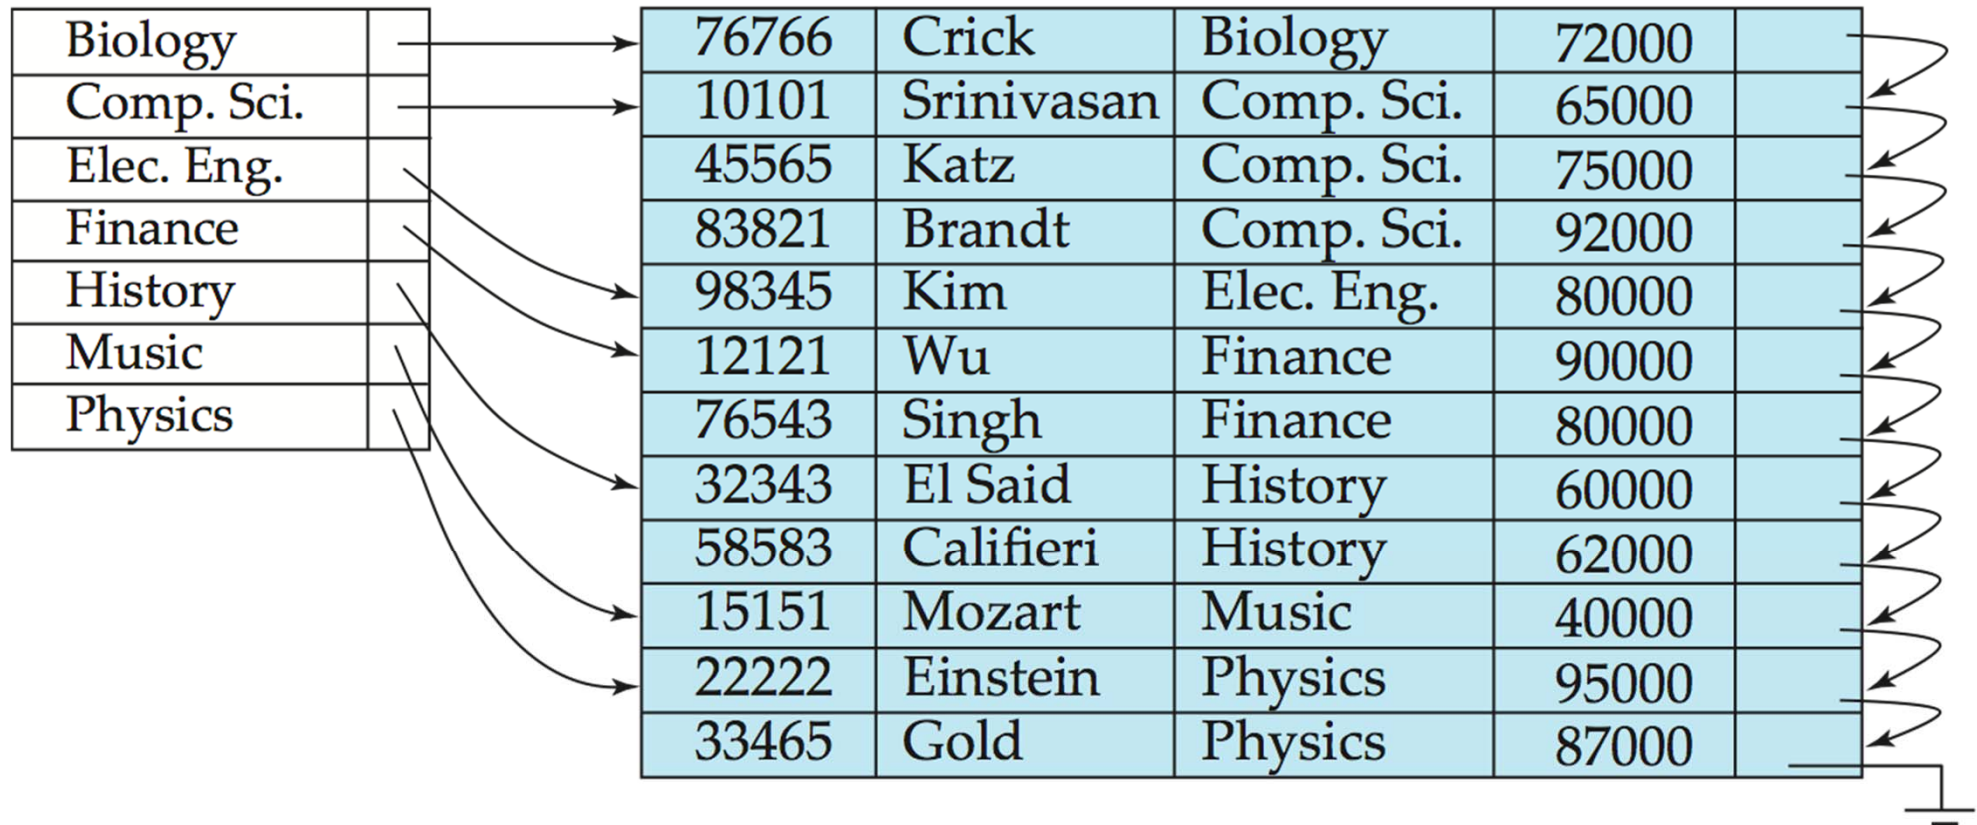 Biology
Comp. Sci.
Elec. Eng.
Finance
History
Music
Physics
76766 Crick Biology 72000
10101 Srinivasan Comp. Sci. 65000
45565 Katz Comp. Sci. 75000
83821 Brandt Comp. Sci. 92000
98345 Kim Elec. Eng. 80000
12121 Wu Finance 90000
76543 Singh Finance 80000
32343 El Said History 60000
58583 Califieri History 62000
15151 Mozart Music 40000
22222 Einstein Physics 95000
33465 Gold Physics 87000